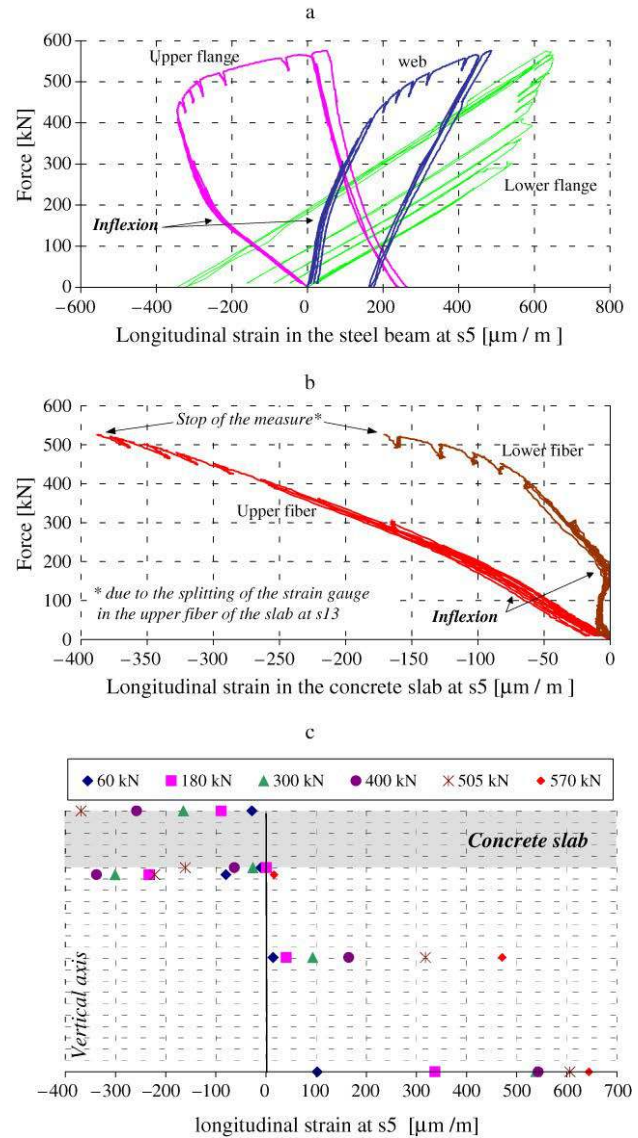 a
600
500
400
300
200
100
0
Force [kN]
Upper flange
web
Lower flange
Inflexion
−600 −400 −200 0 200 400 600 800
Longitudinal strain in the steel beam at s5 [μm / m ]
b
600
500
400
300
200
100
0
Force [kN]
Stop of the measure*
Lower fiber
Upper fiber
* due to the splitting of the strain gauge
in the upper fiber of the slab at s13
Inflexion
−400 −350 −300 −250 −200 −150 −100 −50 0
Longitudinal strain in the concrete slab at s5 [μm / m ]
c
60 kN 180 kN 300 kN 400 kN 505 kN 570 kN
Concrete slab
Vertical axis
−400 −300 −200 −100 0 100 200 300 400 500 600 700
longitudinal strain at s5 [μm /m]